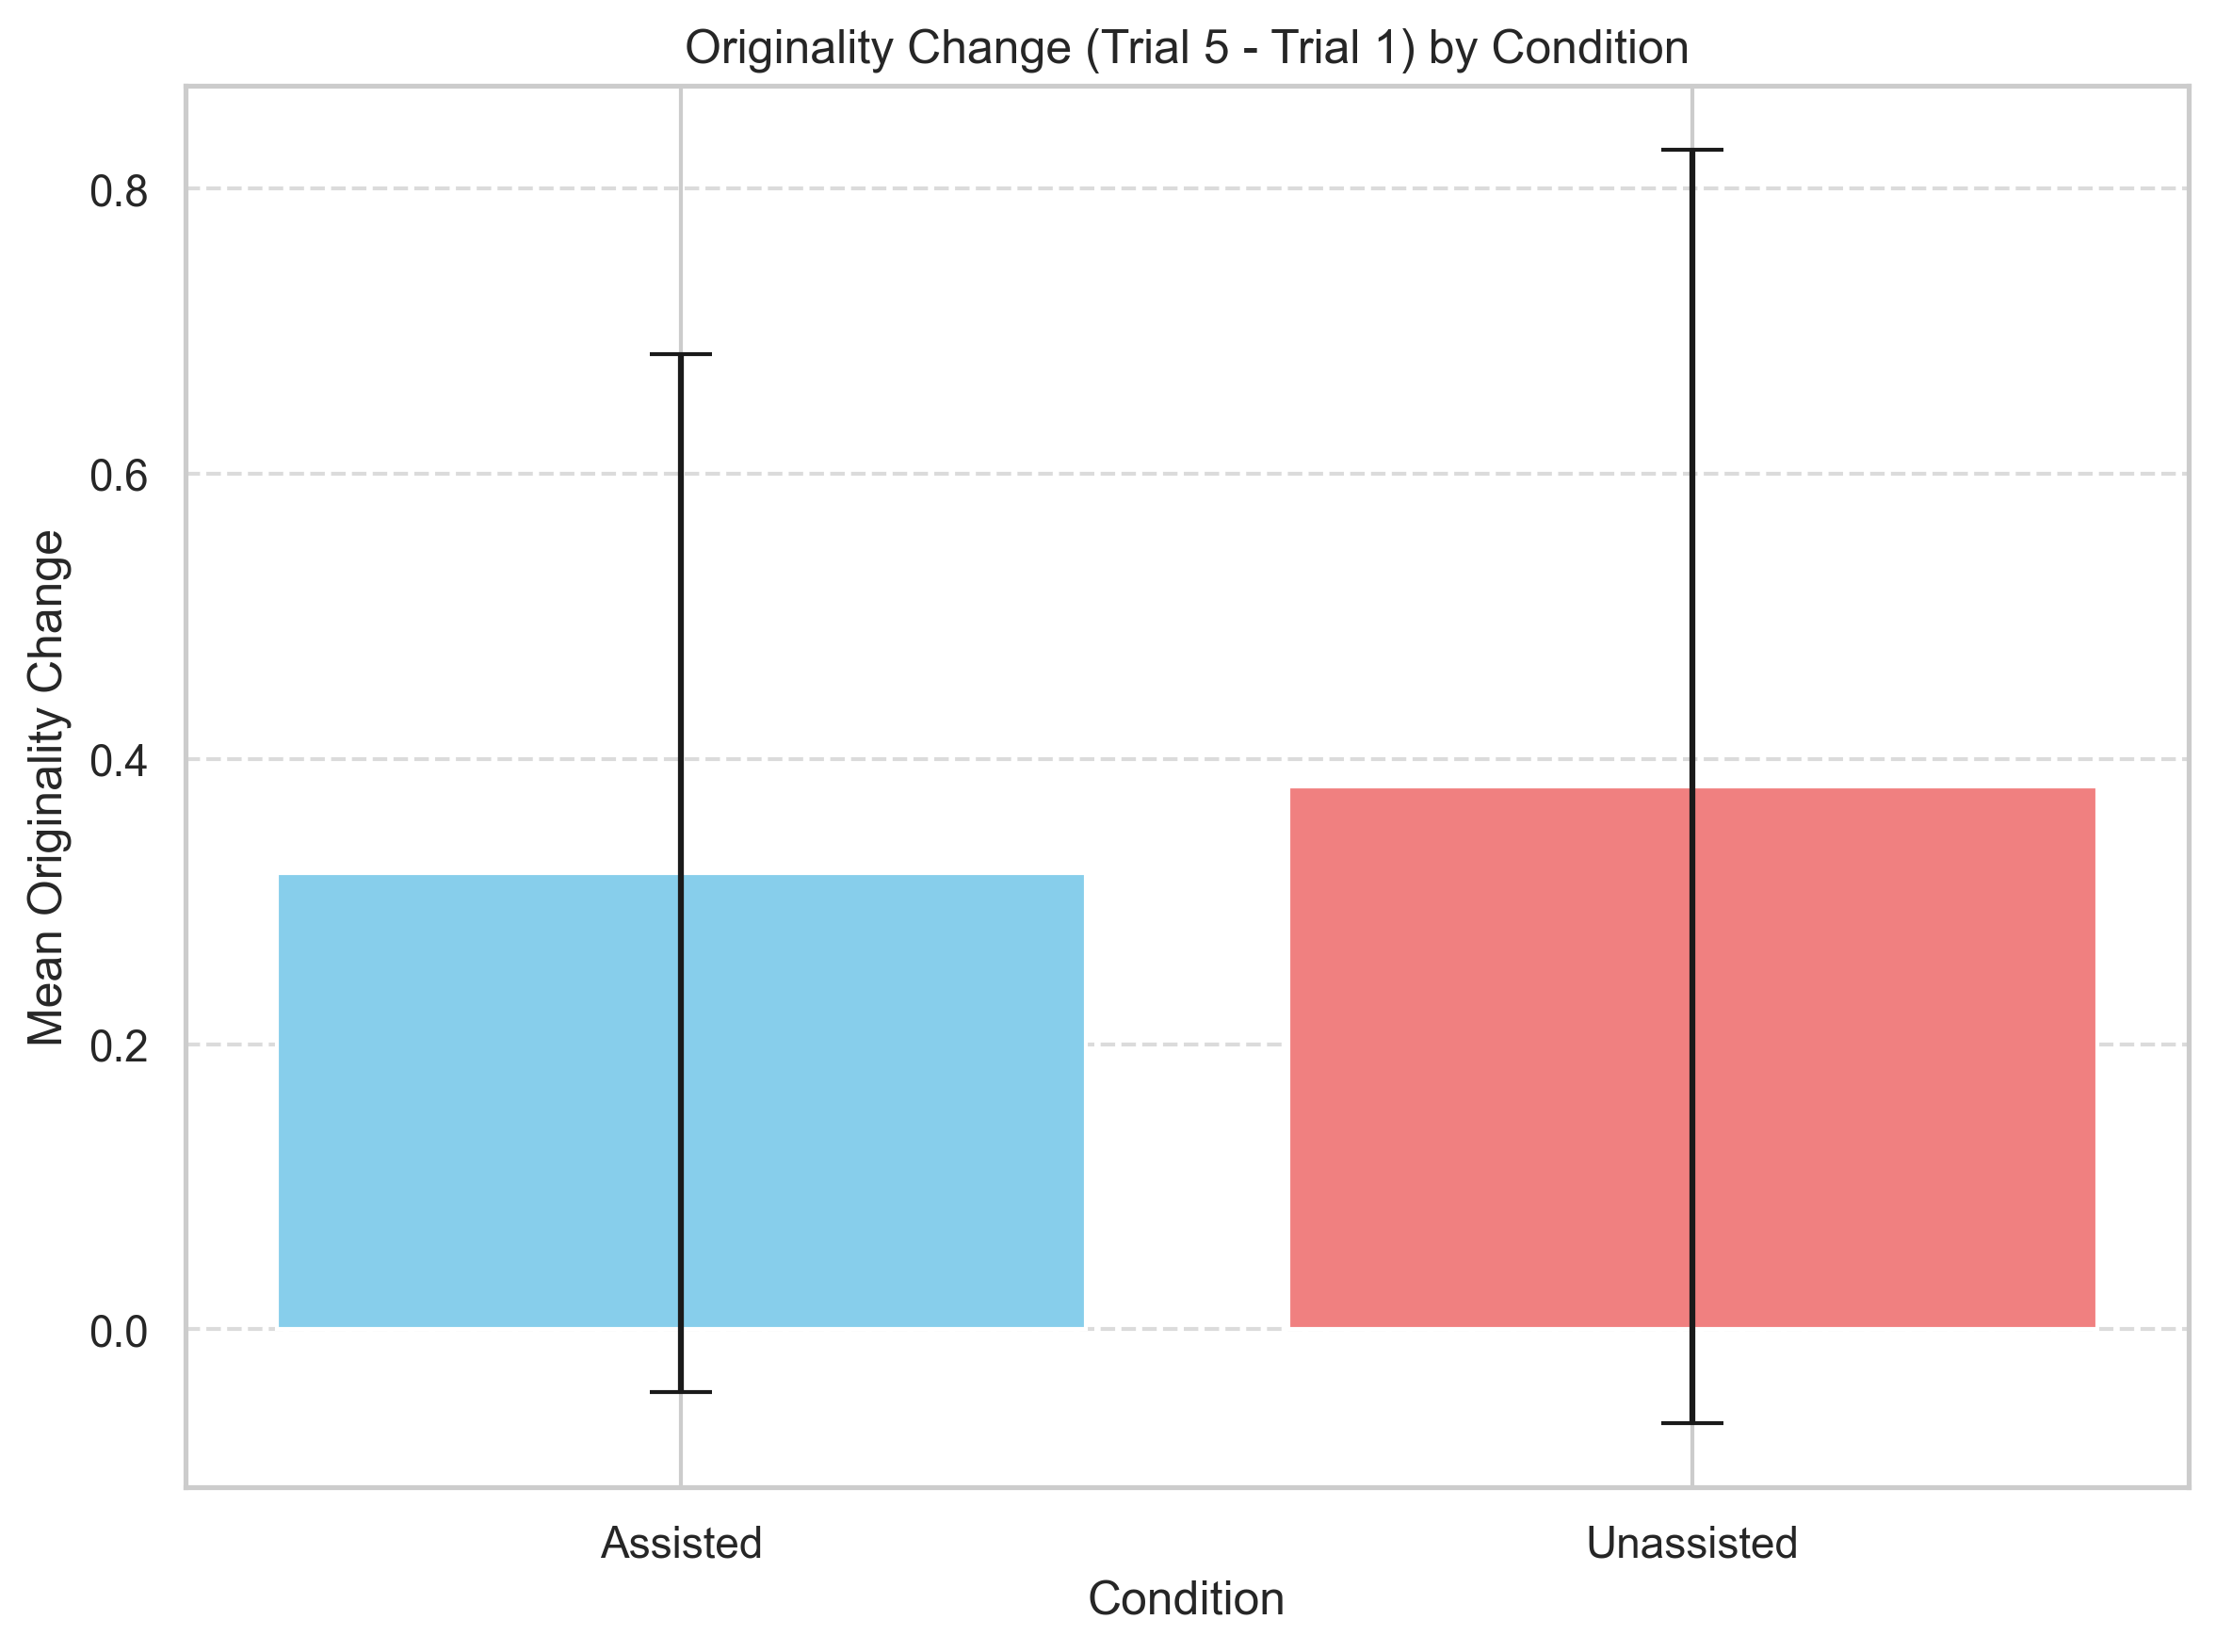 Originality Change (Trial 5 - Trial 1) by Condition
Mean Originality Change
0.8
0.6
0.4
0.2
0.0
Assisted
Unassisted
Condition